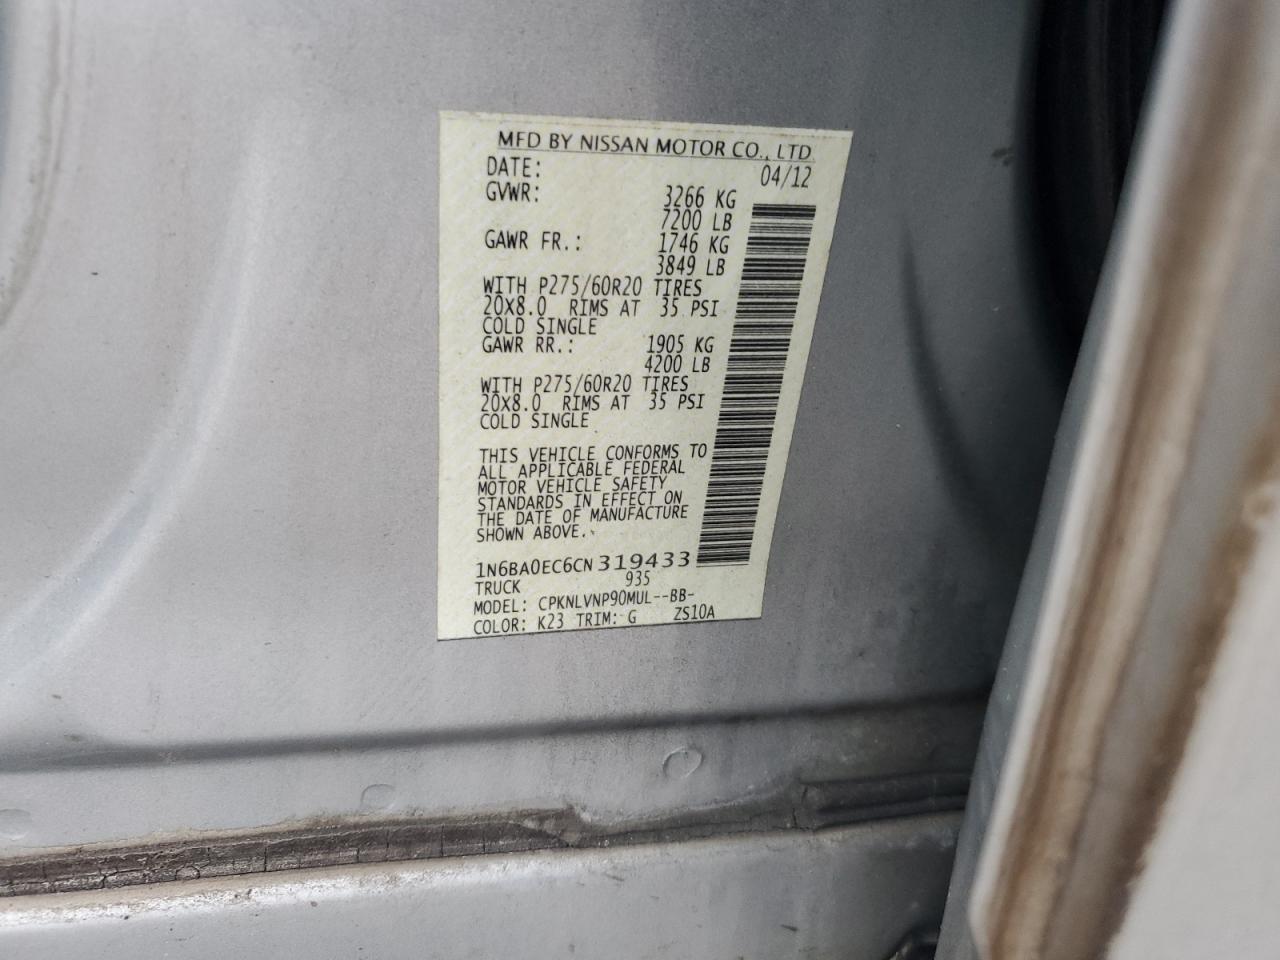 MFD BY NISSAN MOTOR CO., LTD.
DATE: 04/12
GVWR: 3266 KG
7200 LB
GAWR FR.: 1746 KG
3849 LB
WITH P275/60R20 TIRES
20X8.0 RIMS AT 35 PSI
COLD SINGLE
GAWR RR.: 1905 KG
4200 LB
WITH P275/60R20 TIRES
20X8.0 RIMS AT 35 PSI
COLD SINGLE
THIS VEHICLE CONFORMS TO
ALL APPLICABLE FEDERAL
MOTOR VEHICLE SAFETY
STANDARDS IN EFFECT ON
THE DATE OF MANUFACTURE
SHOWN ABOVE.
1N6BA0EC6CN319433
TRUCK 935
MODEL: CPKNLVNP90MUL--BB-
COLOR: K23 TRIM: G ZS10A